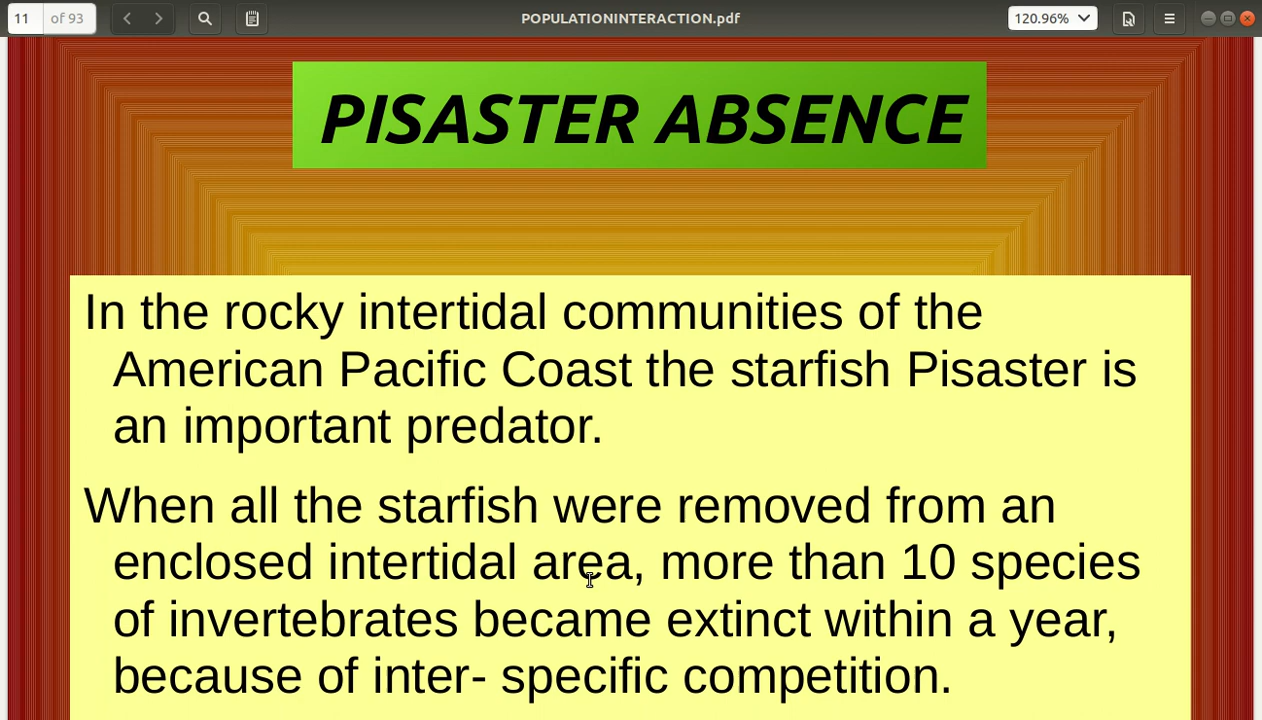 11 of 93
POPULATIONINTERACTION.pdf
120.96%
PISASTER ABSENCE
In the rocky intertidal communities of the
American Pacific Coast the starfish Pisaster is
an important predator.
When all the starfish were removed from an
enclosed intertidal area, more than 10 species
of invertebrates became extinct within a year,
because of inter- specific competition.